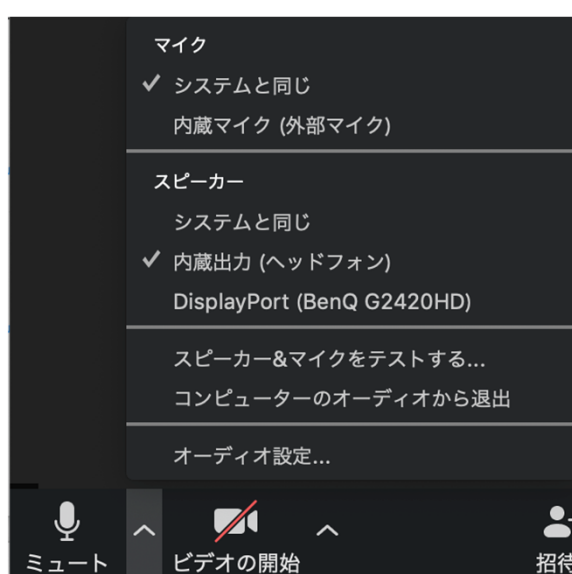 マイク
システムと同じ
内蔵マイク (外部マイク)
スピーカー
システムと同じ
内蔵出力 (ヘッドフォン)
DisplayPort (BenQ G2420HD)
スピーカー&マイクをテストする...
コンピューターのオーディオから退出
オーディオ設定...
ミュート
ビデオの開始
招待